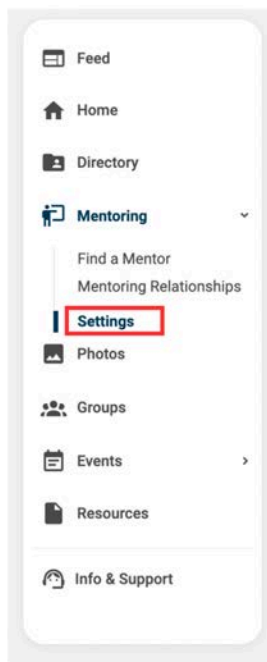 Feed
Home
Directory
Mentoring
Find a Mentor
Mentoring Relationships
Settings
Photos
Groups
Events
Resources
Info & Support